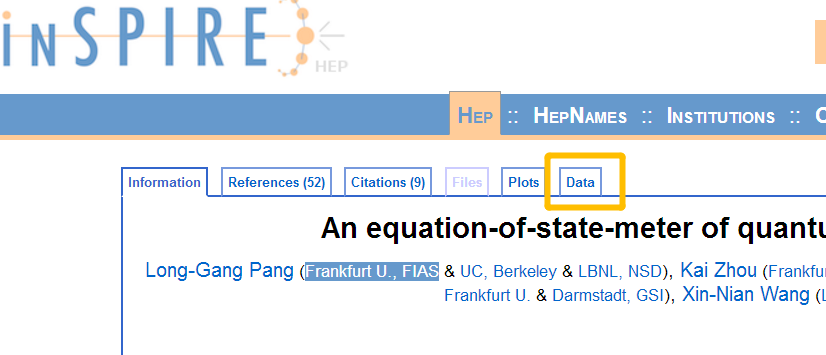 inSPIRE
HEP
HEP :: HEPNAMES :: INSTITUTIONS ::
Information References (52) Citations (9) Files Plots Data
An equation-of-state-meter of quantu
Long-Gang Pang (Frankfurt U., FIAS & UC, Berkeley & LBNL, NSD), Kai Zhou (Frankfu
Frankfurt U. & Darmstadt, GSI), Xin-Nian Wang (L